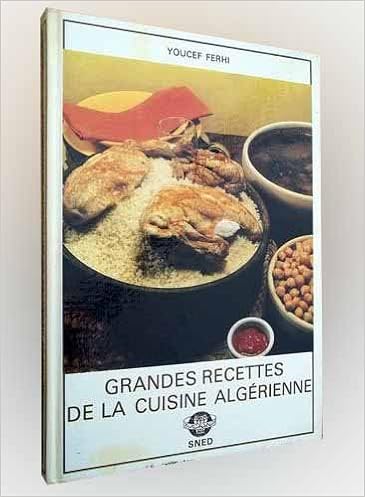 YOUCEF FERHI
GRANDES RECETTES
DE LA CUISINE ALGÉRIENNE
SNED